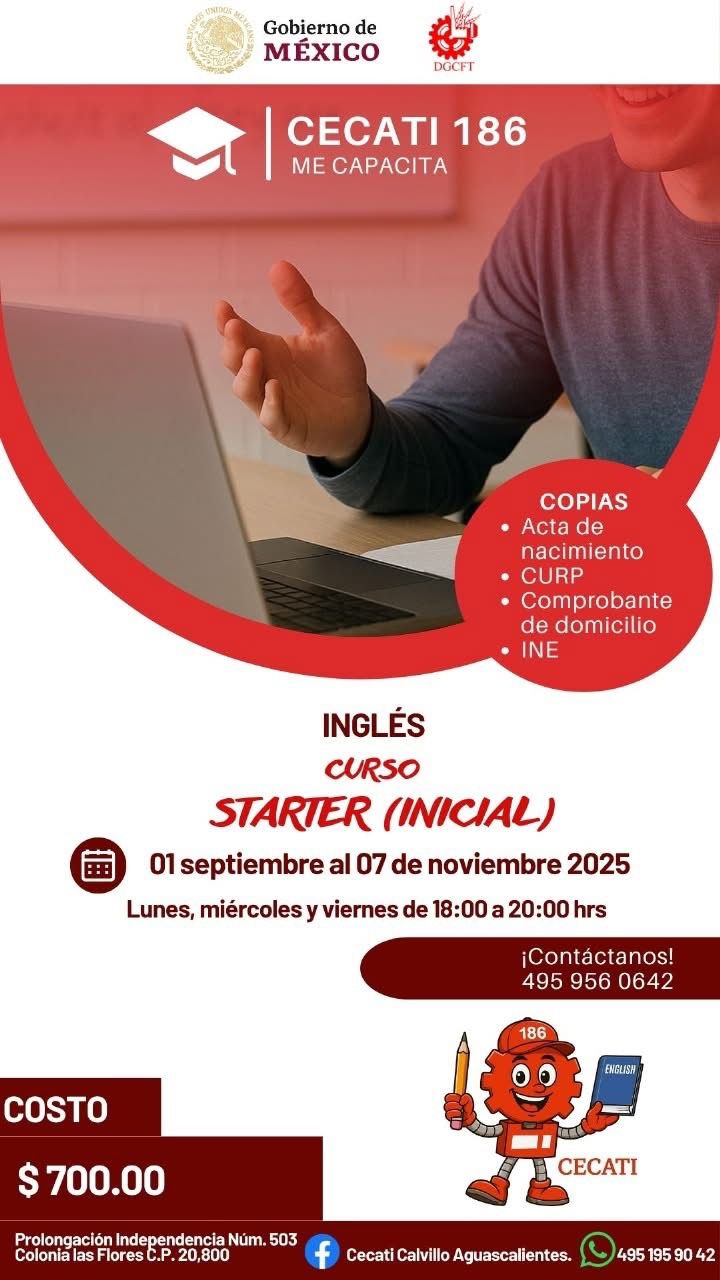 ESTADOS UNIDOS MEXICANOS
Gobierno de
MÉXICO
DGCFT
CECATI 186
ME CAPACITA
COPIAS
• Acta de
nacimiento
• CURP
• Comprobante
de domicilio
• INE
INGLÉS
CURSO
STARTER (INICIAL)
01 septiembre al 07 de noviembre 2025
Lunes, miércoles y viernes de 18:00 a 20:00 hrs
¡Contáctanos!
495 956 0642
186
ENGLISH
CECATI
COSTO
$ 700.00
Prolongación Independencia Núm. 503
Colonia las Flores C.P. 20,800
Cecati Calvillo Aguascalientes.
495 195 90 42